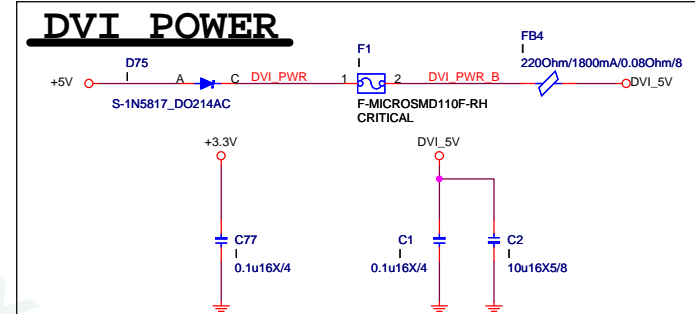 DVI POWER
D75
I
+5V
A
C
DVI_PWR
S-1N5817_DO214AC
F1
I
1
2
DVI_PWR_B
F-MICROSMD110F-RH
CRITICAL
FB4
I
220Ohm/1800mA/0.08Ohm/8
DVI_5V
+3.3V
C77
I
0.1u16X/4
DVI_5V
C1
I
0.1u16X/4
C2
I
10u16X5/8